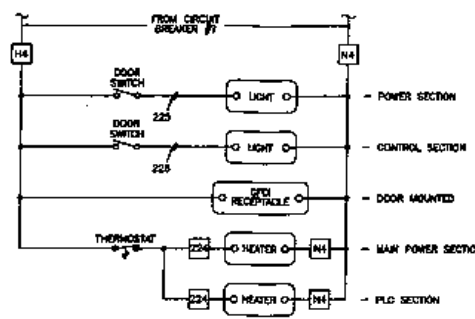 FROM CIRCUIT
BREAKER #7
H4
N4
DOOR
SWITCH
LIGHT
POWER SECTION
225
DOOR
SWITCH
LIGHT
CONTROL SECTION
226
GFCI
RECEPTACLE
DOOR MOUNTED
THERMOSTAT
224
HEATER
N4
MAIN POWER SECTION
224
HEATER
N4
PLC SECTION